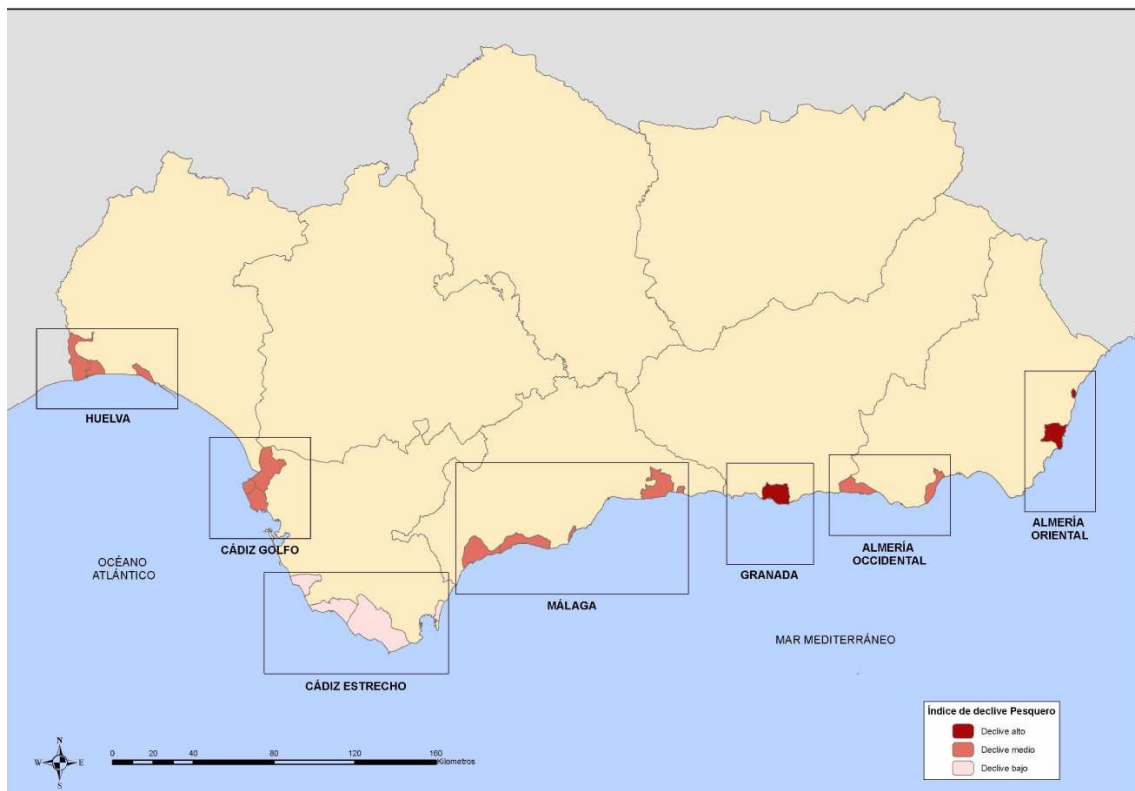 HUELVA
CÁDIZ GOLFO
OCÉANO
ATLÁNTICO
CÁDIZ ESTRECHO
MÁLAGA
GRANADA
ALMERÍA
OCCIDENTAL
ALMERÍA
ORIENTAL
MAR MEDITERRÁNEO
Índice de declive Pesquero
Declive alto
Declive medio
Declive bajo
N
W E
S
0 20 40 80 120 160
Kilometros